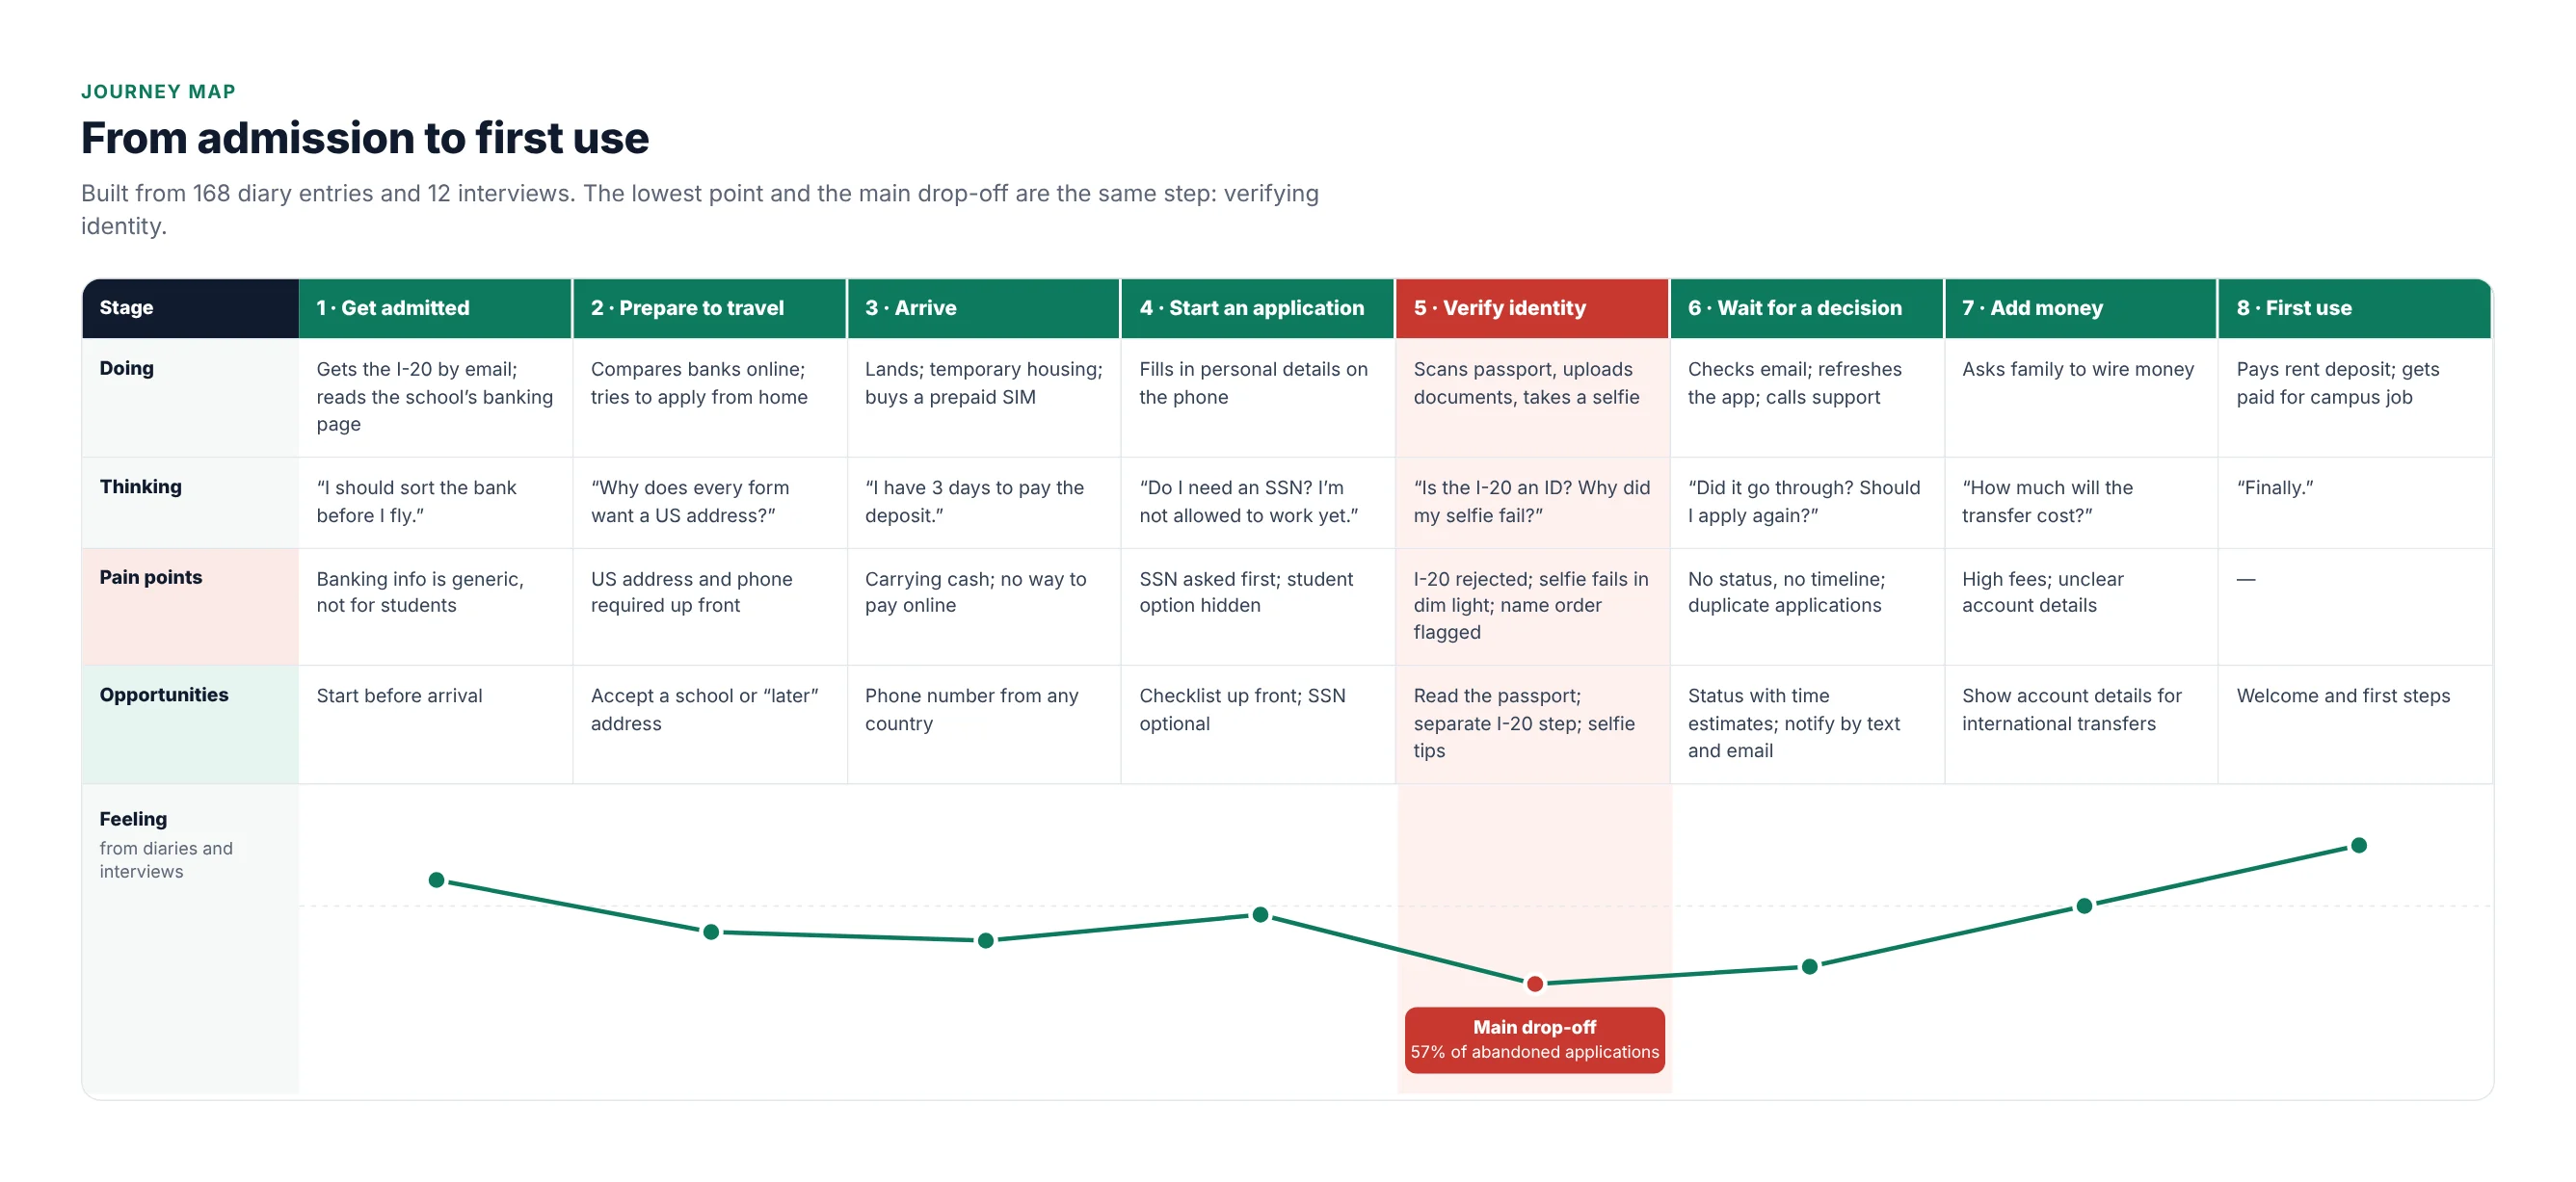 JOURNEY MAP
From admission to first use
Built from 168 diary entries and 12 interviews. The lowest point and the main drop-off are the same step: verifying
identity.
Stage
1 · Get admitted
2 · Prepare to travel
3 · Arrive
4 · Start an application
5 · Verify identity
6 · Wait for a decision
7 · Add money
8 · First use
Doing
Gets the I-20 by email;
reads the school’s banking
page
Compares banks online;
tries to apply from home
Lands; temporary housing;
buys a prepaid SIM
Fills in personal details on
the phone
Scans passport, uploads
documents, takes a selfie
Checks email; refreshes
the app; calls support
Asks family to wire money
Pays rent deposit; gets
paid for campus job
Thinking
“I should sort the bank
before I fly.”
“Why does every form
want a US address?”
“I have 3 days to pay the
deposit.”
“Do I need an SSN? I’m
not allowed to work yet.”
“Is the I-20 an ID? Why did
my selfie fail?”
“Did it go through? Should
I apply again?”
“How much will the
transfer cost?”
“Finally.”
Pain points
Banking info is generic,
not for students
US address and phone
required up front
Carrying cash; no way to
pay online
SSN asked first; student
option hidden
I-20 rejected; selfie fails in
dim light; name order
flagged
No status, no timeline;
duplicate applications
High fees; unclear
account details
—
Opportunities
Start before arrival
Accept a school or “later”
address
Phone number from any
country
Checklist up front; SSN
optional
Read the passport;
separate I-20 step; selfie
tips
Status with time
estimates; notify by text
and email
Show account details for
international transfers
Welcome and first steps
Feeling
from diaries and
interviews
Main drop-off
57% of abandoned applications